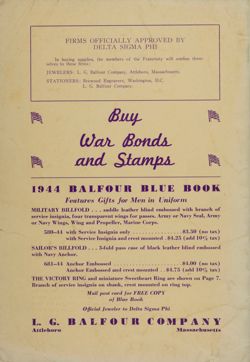 FIRMS OFFICIALLY APPROVED BY
DELTA SIGMA PHI
In buying supplies, the members of the Fraternity will confine them-
selves to these firms:
JEWELERS: L. G. Balfour Company, Attleboro, Massachusetts.
STATIONERS: Brewood Engravers, Washington, D.C.
L. G. Balfour Company.
Buy
War Bonds
and Stamps
1944 BALFOUR BLUE BOOK
Features Gifts for Men in Uniform
MILITARY BILLFOLD . . . saddle leather billfold embossed with branch of
service insignia, four transparent wings for passes. Army or Navy Seal, Army
or Navy Wings, Wing and Propeller, Marine Corps.
580-44 with Service Insignia only $3.50 (no tax)
with Service Insignia and crest mounted $4.25 (add 10% tax)
SAILOR'S BILLFOLD . . . 3-fold pass case of black leather billfold embossed
with Navy Anchor.
681-44 Anchor Embossed $4.00 (no tax)
Anchor Embossed and crest mounted $4.75 (add 10% tax)
THE VICTORY RING and miniature Sweetheart Ring are shown on Page 7.
Branch of service insignia on shank, crest mounted on ring top.
Mail post card for FREE COPY
of Blue Book
Official Jeweler to Delta Sigma Phi
L. G. BALFOUR COMPANY
Attleboro Massachusetts